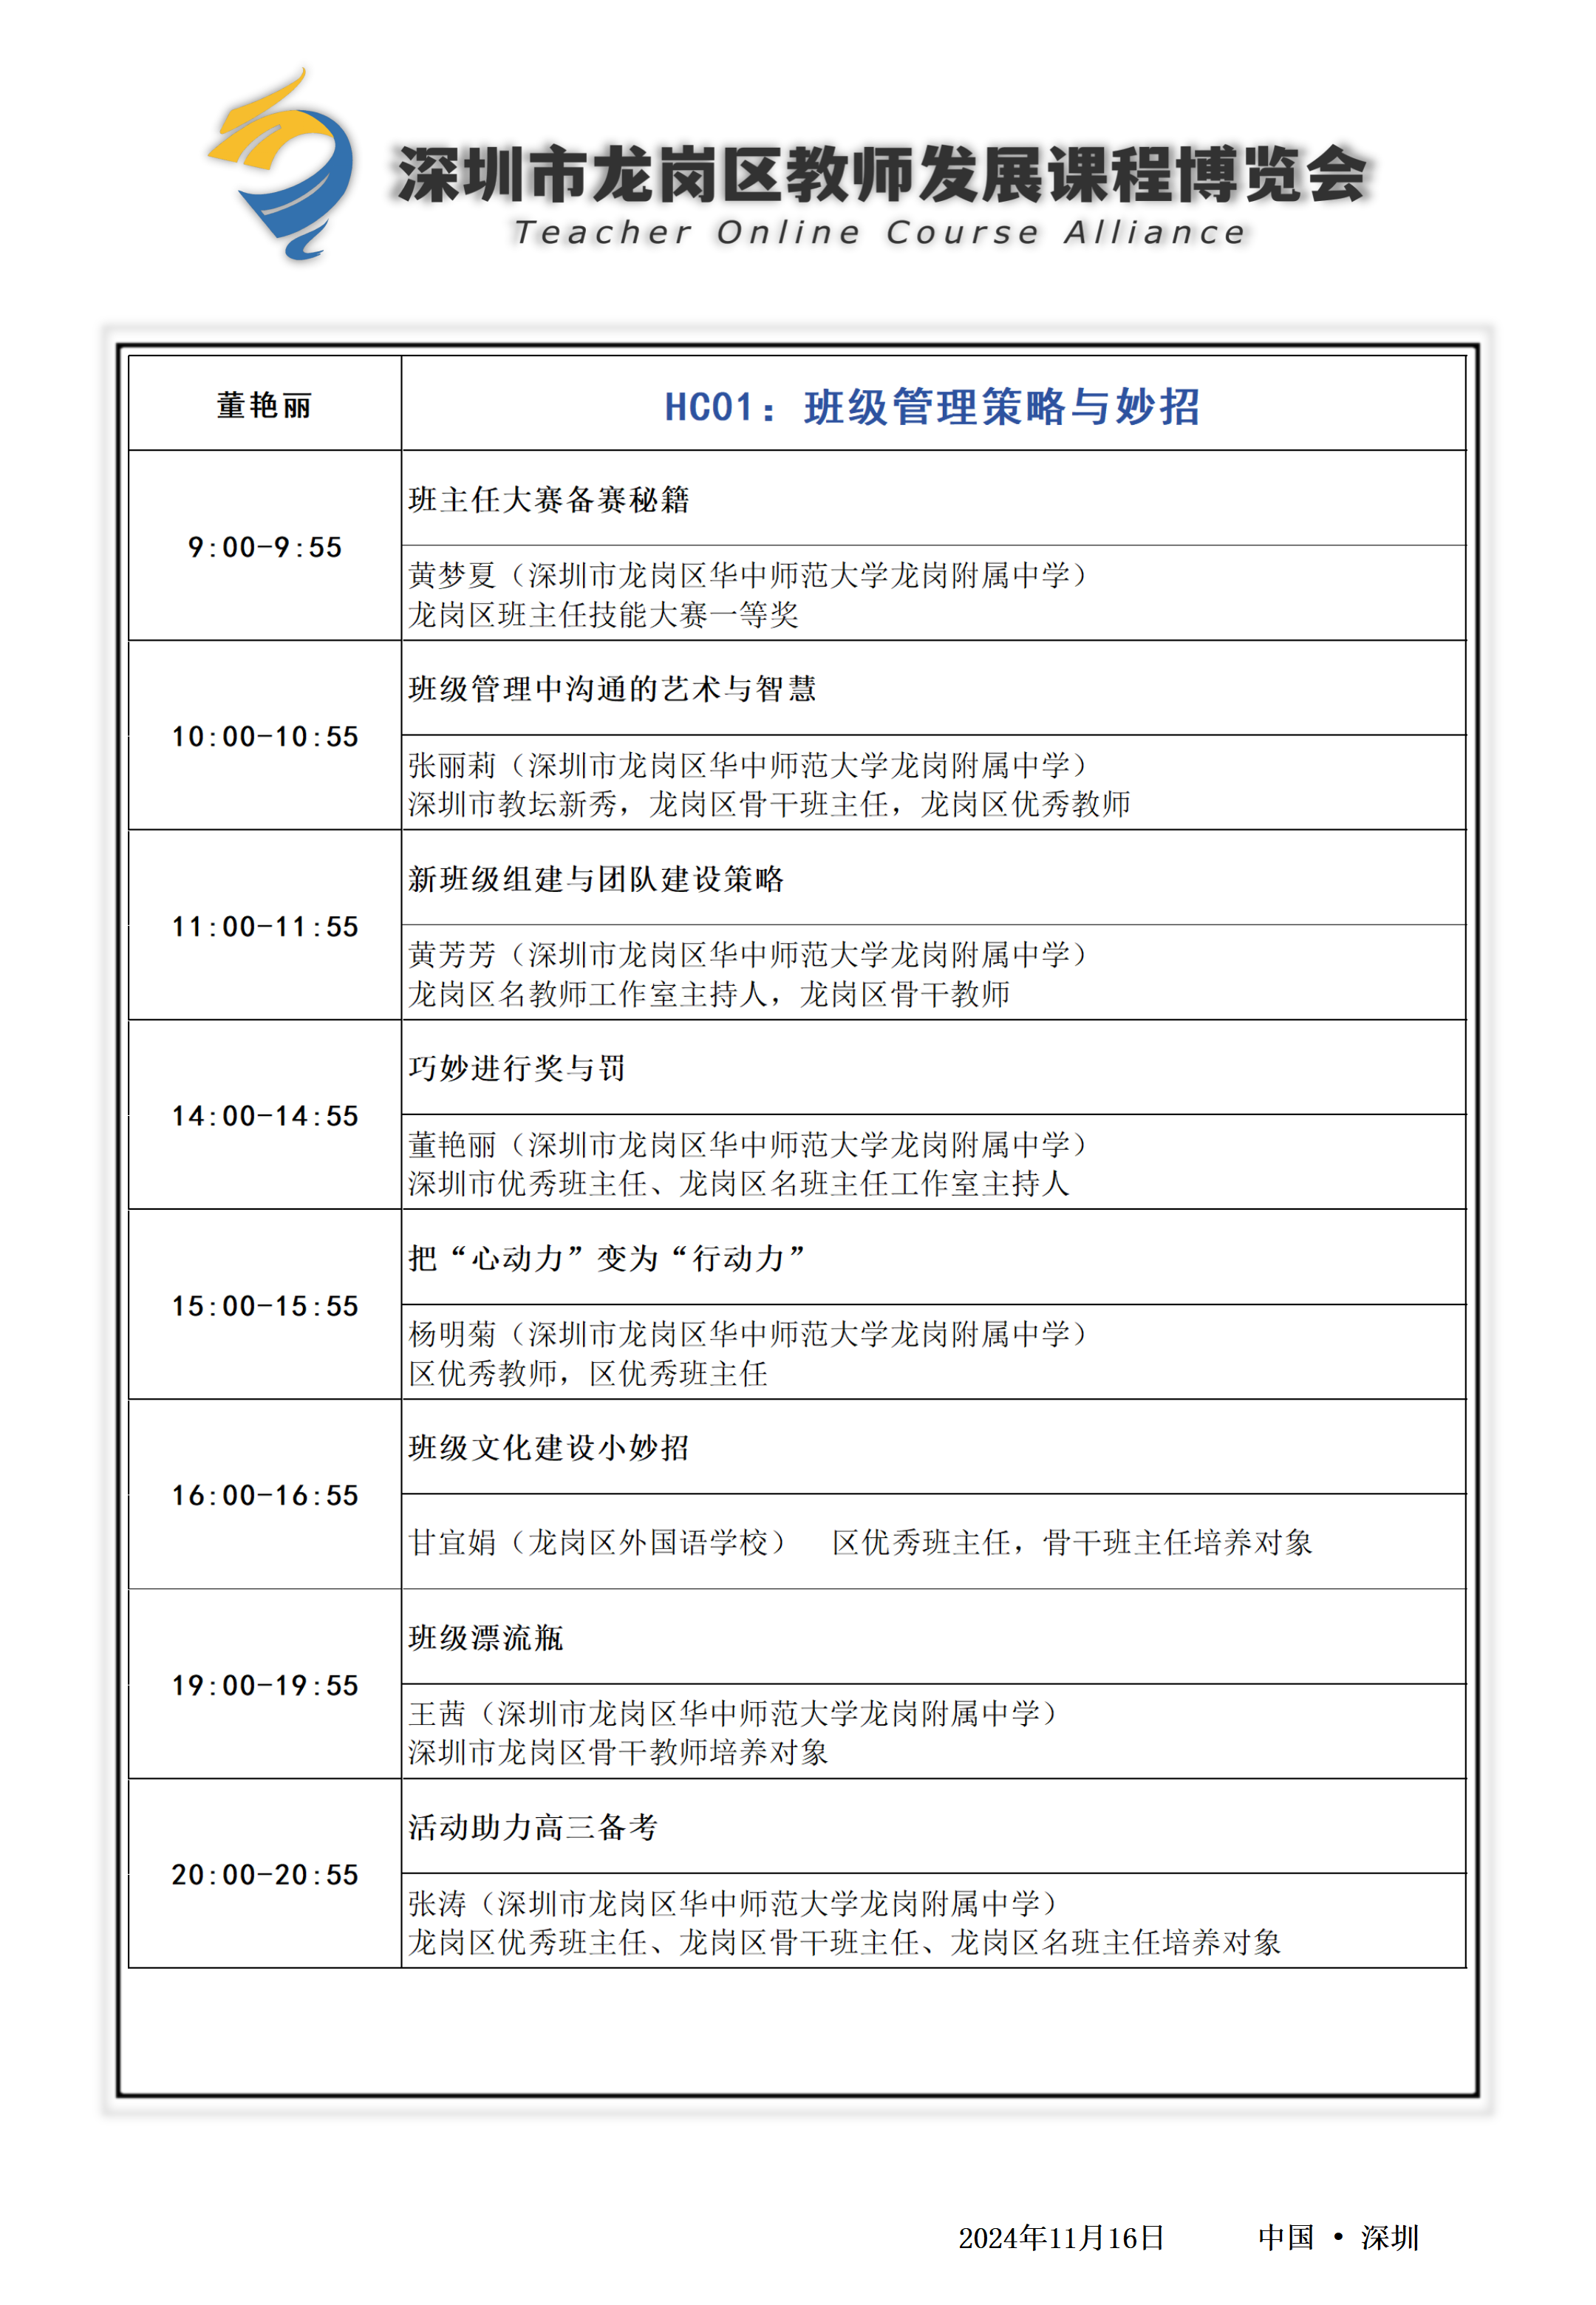 深圳市龙岗区教师发展课程博览会
Teacher Online Course Alliance
董艳丽
HC01：班级管理策略与妙招
9:00-9:55
班主任大赛备赛秘籍
黄梦夏（深圳市龙岗区华中师范大学龙岗附属中学）
龙岗区班主任技能大赛一等奖
10:00-10:55
班级管理中沟通的艺术与智慧
张丽莉（深圳市龙岗区华中师范大学龙岗附属中学）
深圳市教坛新秀，龙岗区骨干班主任，龙岗区优秀教师
11:00-11:55
新班级组建与团队建设策略
黄芳芳（深圳市龙岗区华中师范大学龙岗附属中学）
龙岗区名教师工作室主持人，龙岗区骨干教师
14:00-14:55
巧妙进行奖与罚
董艳丽（深圳市龙岗区华中师范大学龙岗附属中学）
深圳市优秀班主任、龙岗区名班主任工作室主持人
15:00-15:55
把“心动力”变为“行动力”
杨明菊（深圳市龙岗区华中师范大学龙岗附属中学）
区优秀教师，区优秀班主任
16:00-16:55
班级文化建设小妙招
甘宜娟（龙岗区外国语学校） 区优秀班主任，骨干班主任培养对象
19:00-19:55
班级漂流瓶
王茜（深圳市龙岗区华中师范大学龙岗附属中学）
深圳市龙岗区骨干教师培养对象
20:00-20:55
活动助力高三备考
张涛（深圳市龙岗区华中师范大学龙岗附属中学）
龙岗区优秀班主任、龙岗区骨干班主任、龙岗区名班主任培养对象
2024年11月16日 中国 • 深圳